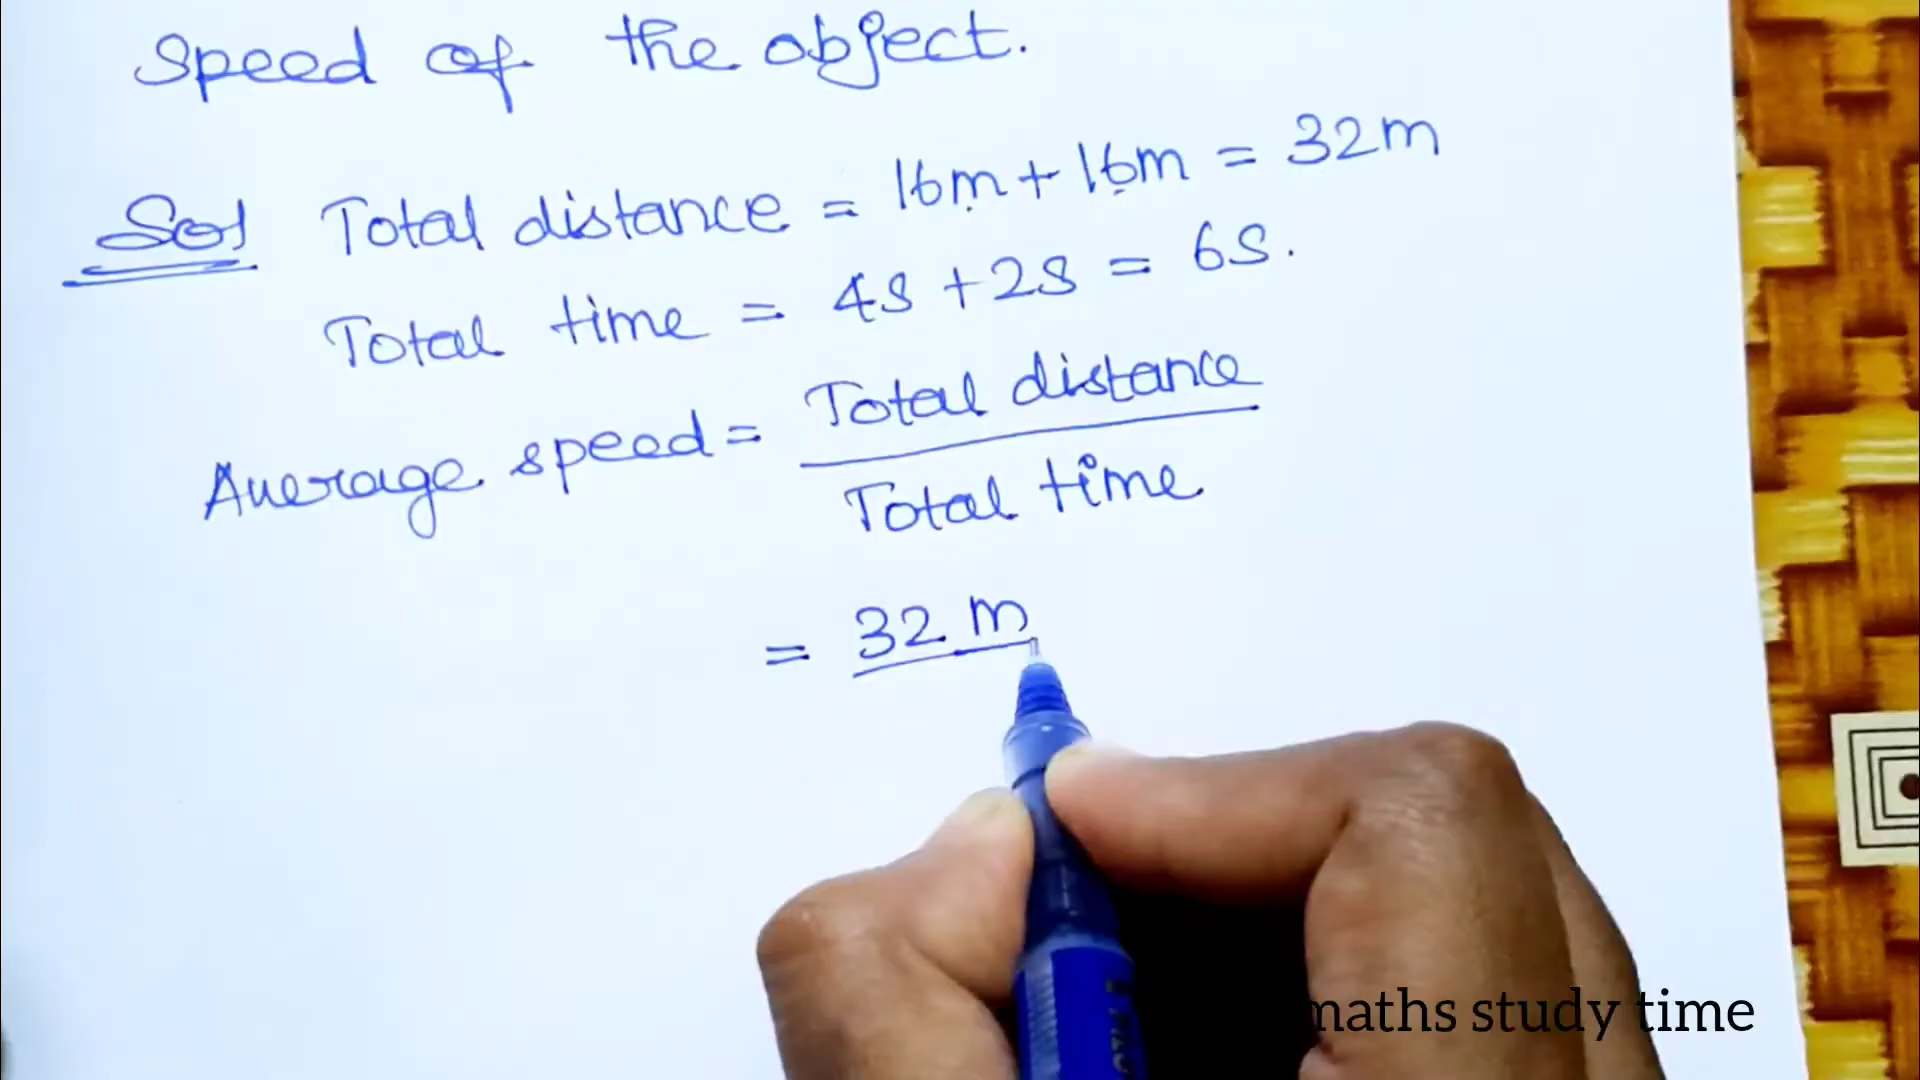 Speed of the object.
Sol Total distance = 16m + 16m = 32m
Total time = 4s + 2s = 6s.
Average speed = Total distance
Total time
= 32 m
maths study time